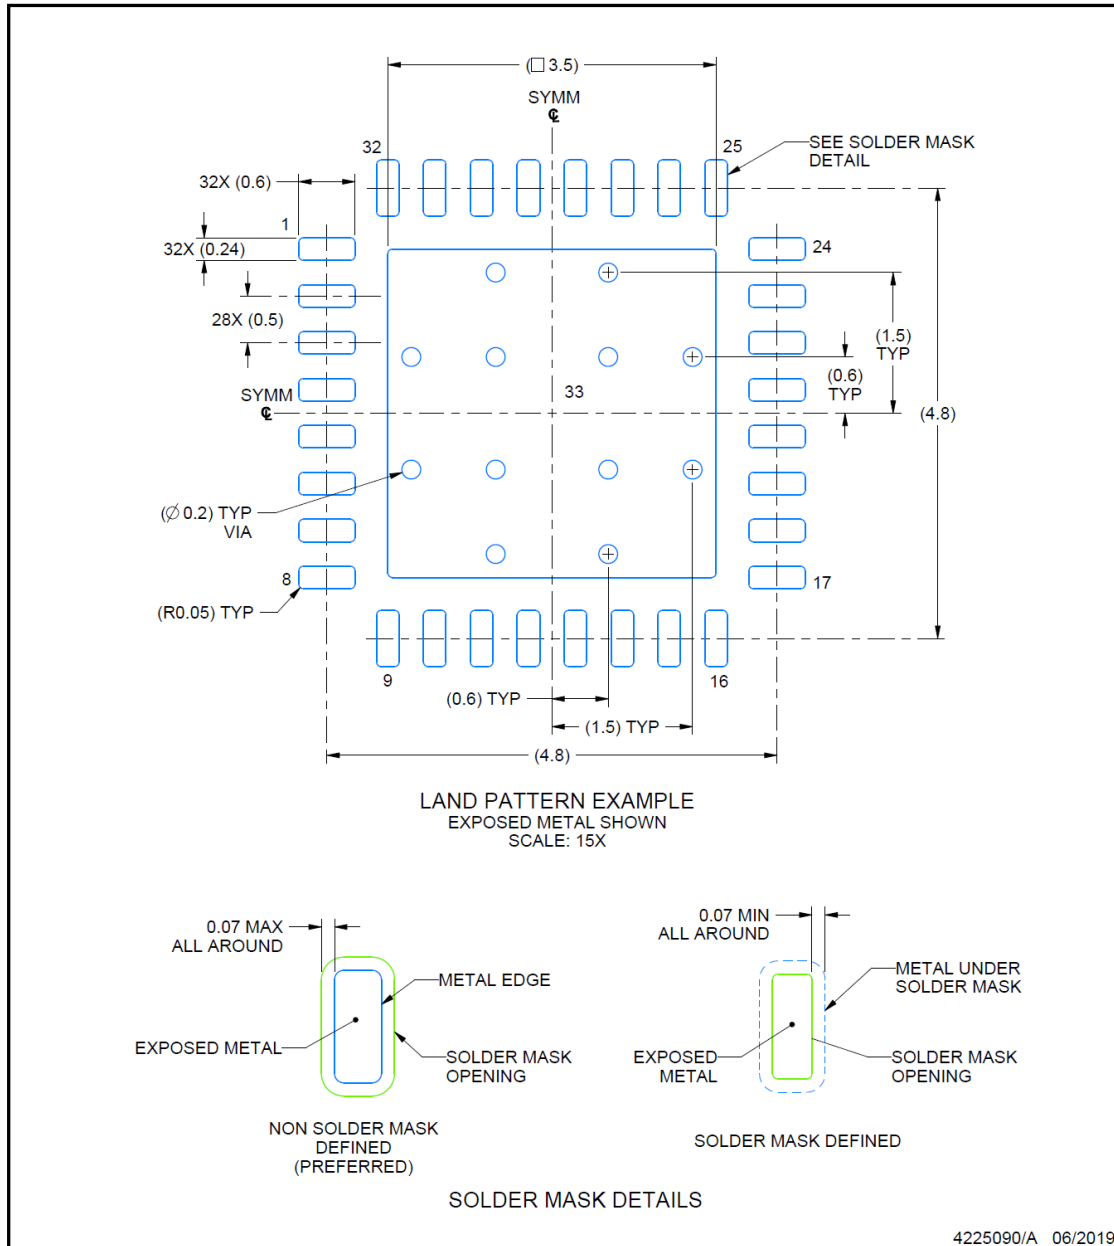 (□ 3.5)
SYMM
℄
32
25
SEE SOLDER MASK
DETAIL
32X (0.6)
1
24
32X (0.24)
28X (0.5)
(1.5)
TYP
(0.6)
TYP
SYMM
℄
33
(4.8)
(∅ 0.2) TYP
VIA
8
17
(R0.05) TYP
9
16
(0.6) TYP
(1.5) TYP
(4.8)
LAND PATTERN EXAMPLE
EXPOSED METAL SHOWN
SCALE: 15X
0.07 MAX
ALL AROUND
METAL EDGE
EXPOSED METAL
SOLDER MASK
OPENING
NON SOLDER MASK
DEFINED
(PREFERRED)
0.07 MIN
ALL AROUND
METAL UNDER
SOLDER MASK
EXPOSED
METAL
SOLDER MASK
OPENING
SOLDER MASK DEFINED
SOLDER MASK DETAILS
4225090/A 06/2019